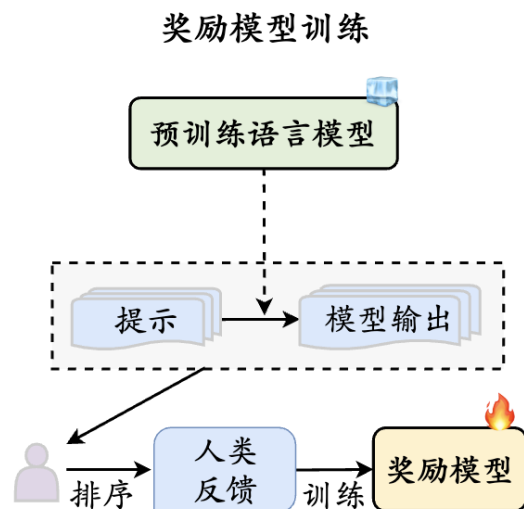 奖励模型训练
预训练语言模型
提示
模型输出
排序
人类
反馈
训练
奖励模型